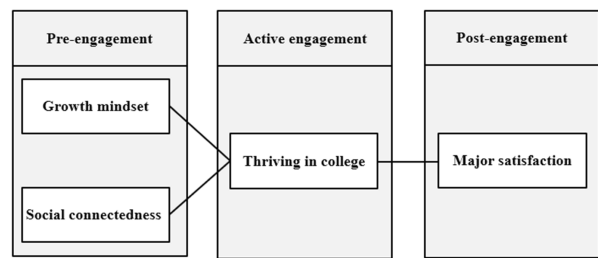 Pre-engagement
Active engagement
Post-engagement
Growth mindset
Social connectedness
Thriving in college
Major satisfaction